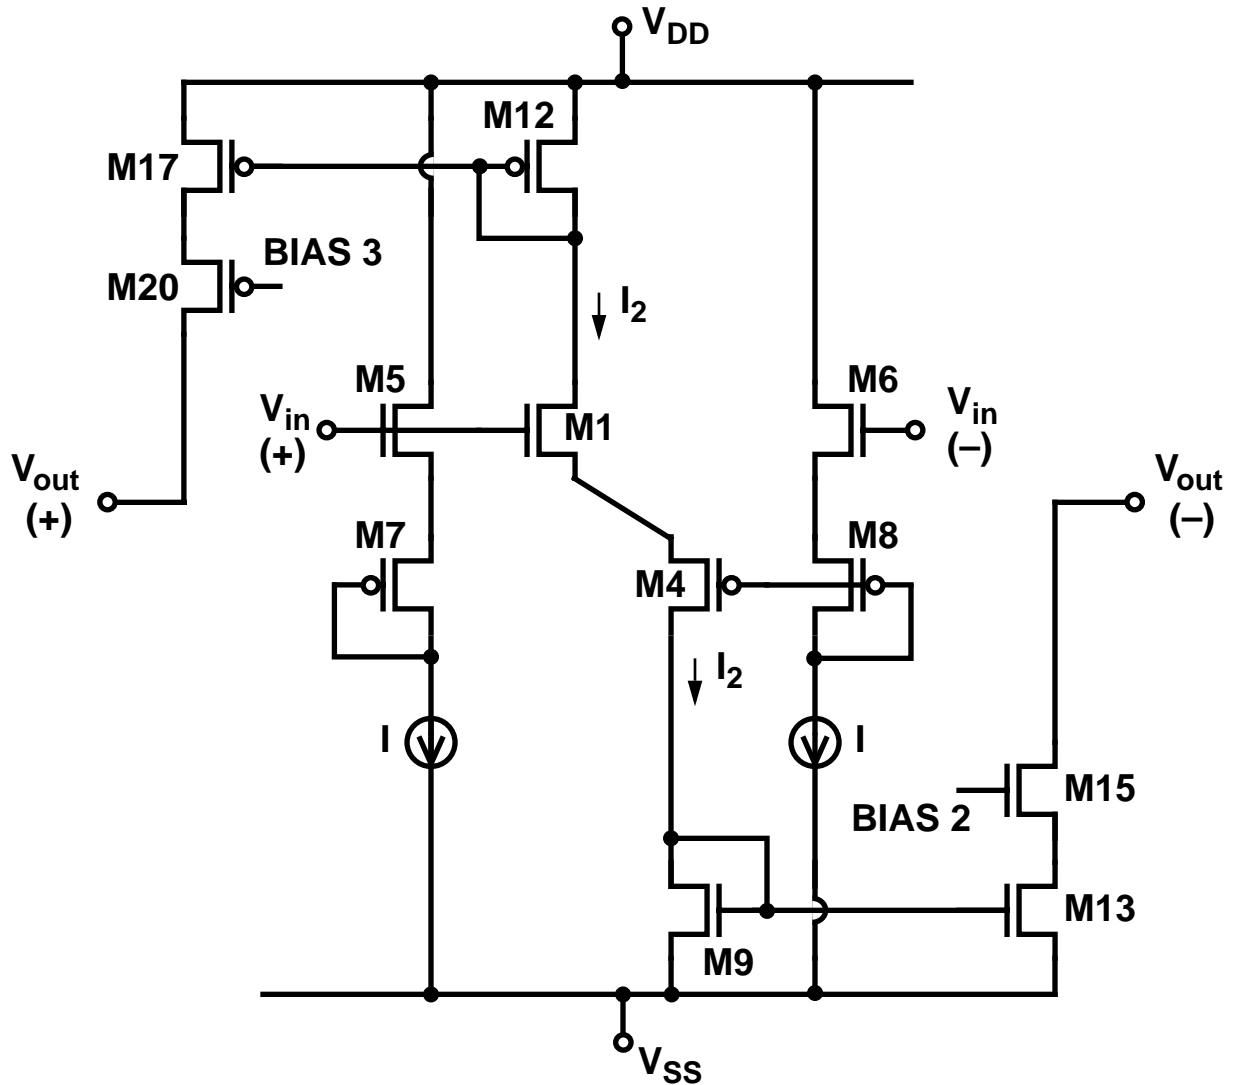 VDD
M12
M17
BIAS 3
M20
I2
M5
M6
Vin
(+)
M1
Vin
(–)
Vout
(+)
Vout
(–)
M7
M8
M4
I2
I
I
M15
BIAS 2
M13
M9
VSS